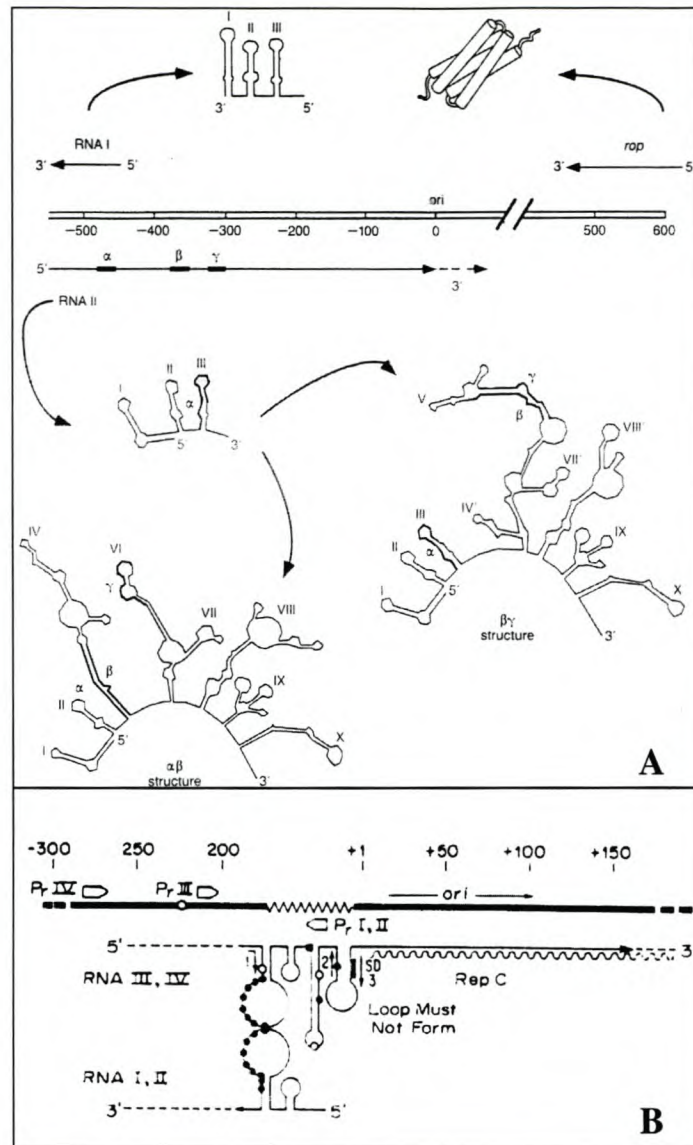 I II III
3' 5'
RNA I
3' 5'
rop
3' 5'
ori
−500 −400 −300 −200 −100 0 500 600
α β γ
5'
3'
RNA II
I II III
α
5' 3'
V γ
β
VIII'
VII'
III IV'
II α IX
I 5' X
βγ
structure
3'
IV
VI
γ
VII VIII
β
α
II IX
I 5' X
αβ
structure
3'
A
-300 250 200 +1 +50 +100 +150
Pr IV Pr III ori
Pr I, II
5' 3'
1 2 SD
3
RNA III, IV Rep C
Loop Must
Not Form
RNA I, II
3' 5'
B